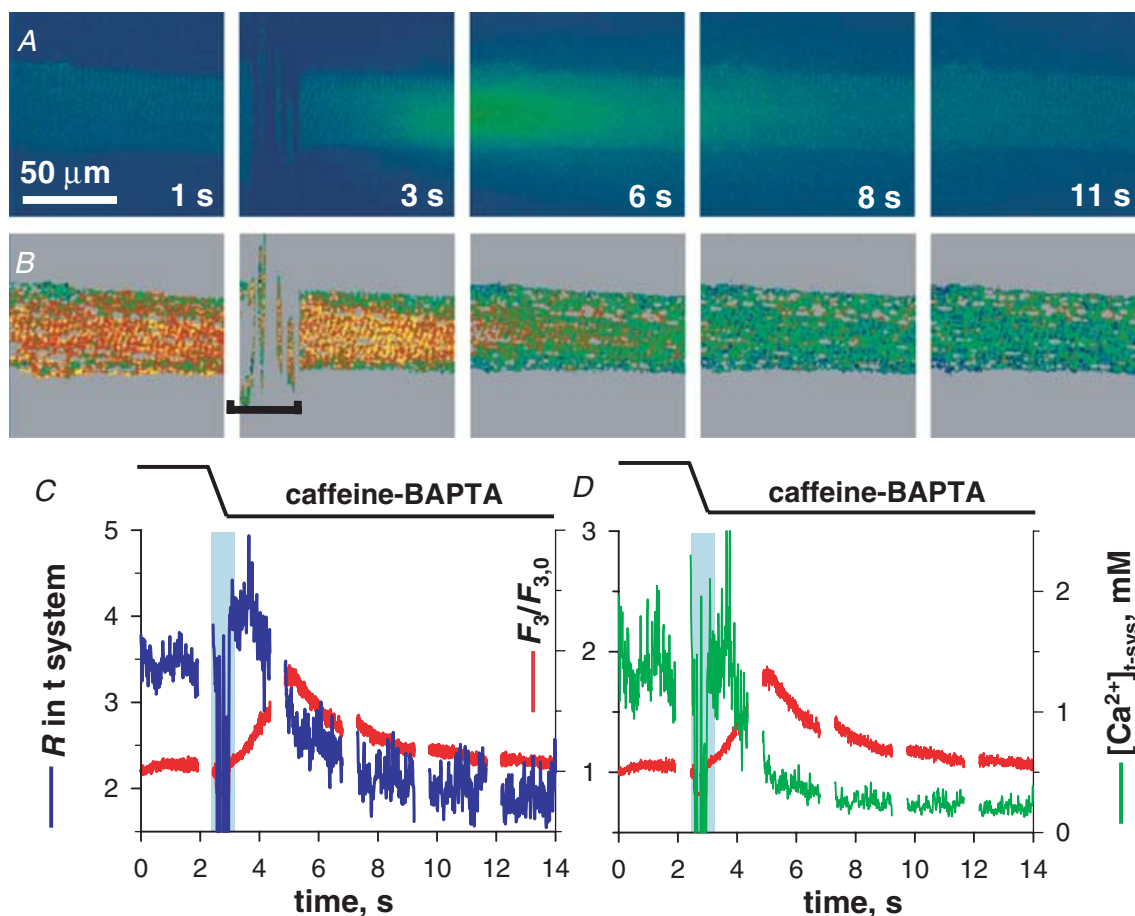 A
50 μm
1 s
3 s
6 s
8 s
11 s
B
C
caffeine-BAPTA
D
caffeine-BAPTA
5
4
3
2
R in t system
F3/F3,0
3
2
1
0
2
1
0
[Ca2+]t-sys, mM
0 2 4 6 8 10 12 14
0 2 4 6 8 10 12 14
time, s
time, s